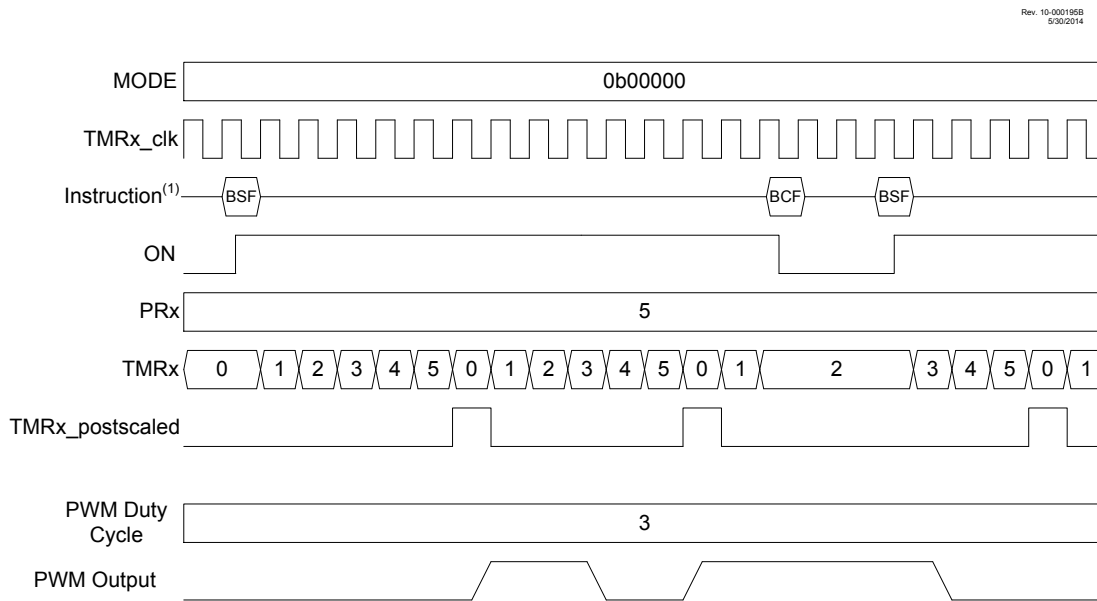 Rev. 10-000195B
5/30/2014
MODE 0b00000
TMRx_clk
Instruction(1) BSF BCF BSF
ON
PRx 5
TMRx 0 1 2 3 4 5 0 1 2 3 4 5 0 1 2 3 4 5 0 1
TMRx_postscaled
PWM Duty
Cycle 3
PWM Output